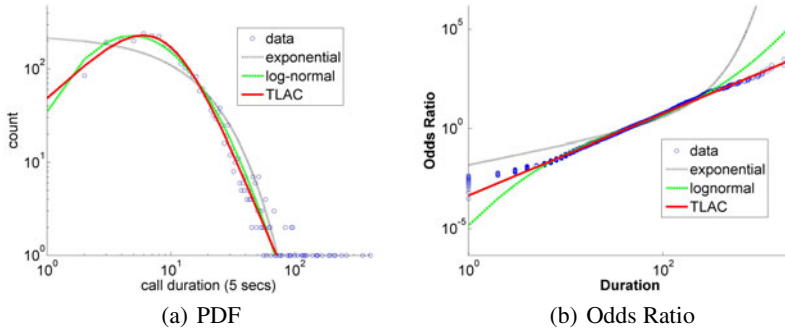 count
10^2
10^1
10^0
data
exponential
log-normal
TLAC
10^0
10^1
10^2
call duration (5 secs)
(a) PDF
Odds Ratio
10^5
10^0
10^-5
data
exponential
lognormal
TLAC
10^0
10^2
Duration
(b) Odds Ratio